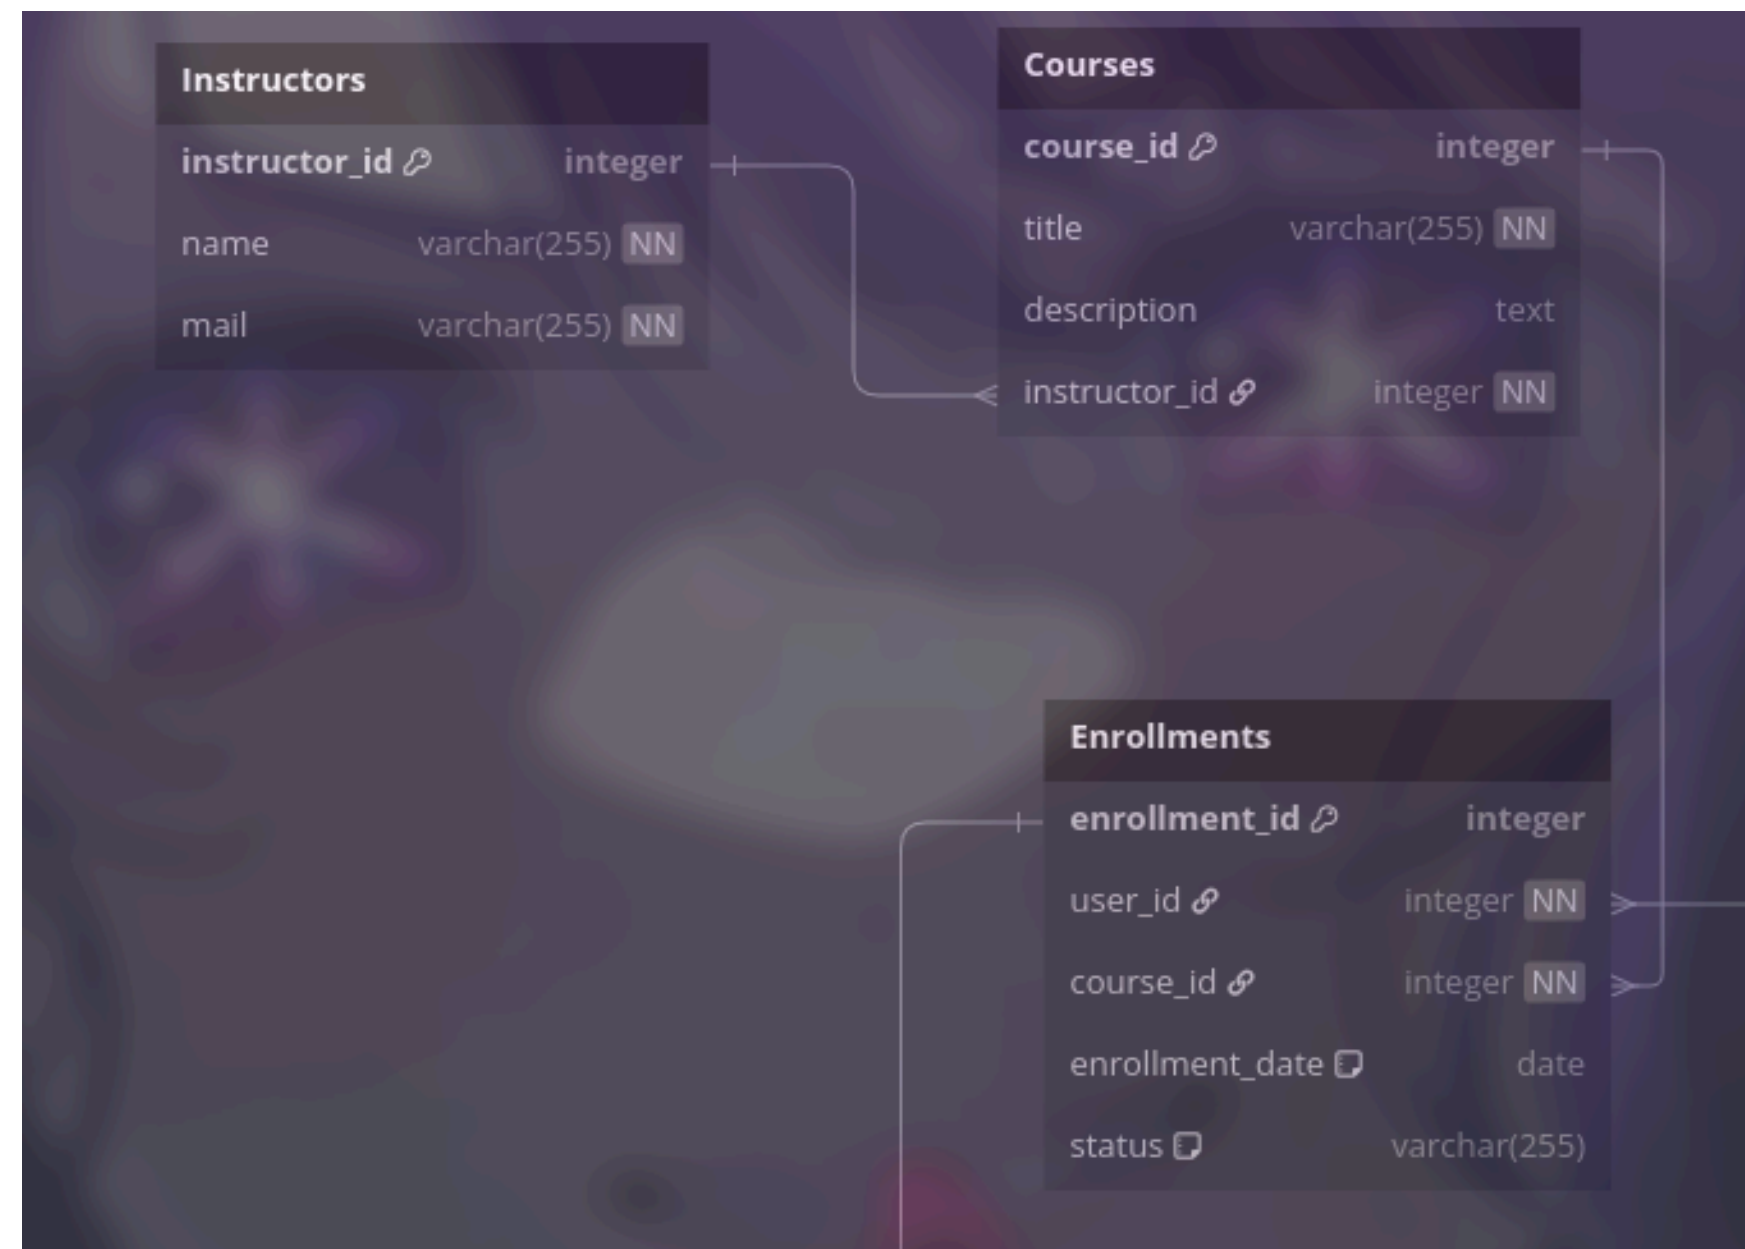 Instructors
instructor_id integer
name varchar(255) NN
mail varchar(255) NN
Courses
course_id integer
title varchar(255) NN
description text
instructor_id integer NN
Enrollments
enrollment_id integer
user_id integer NN
course_id integer NN
enrollment_date date
status varchar(255)